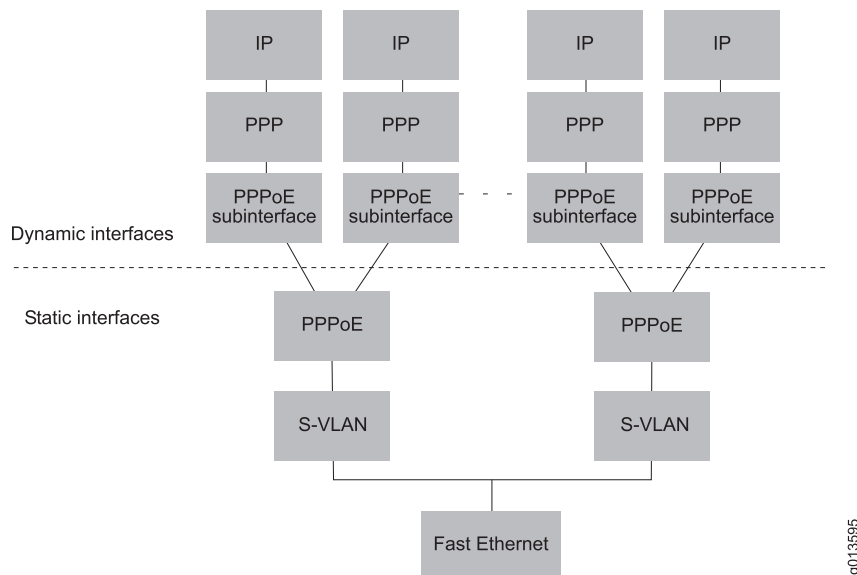 IP
IP
IP
IP
PPP
PPP
PPP
PPP
PPPoE
subinterface
PPPoE
subinterface
PPPoE
subinterface
PPPoE
subinterface
Dynamic interfaces
Static interfaces
PPPoE
PPPoE
S-VLAN
S-VLAN
Fast Ethernet
g013595